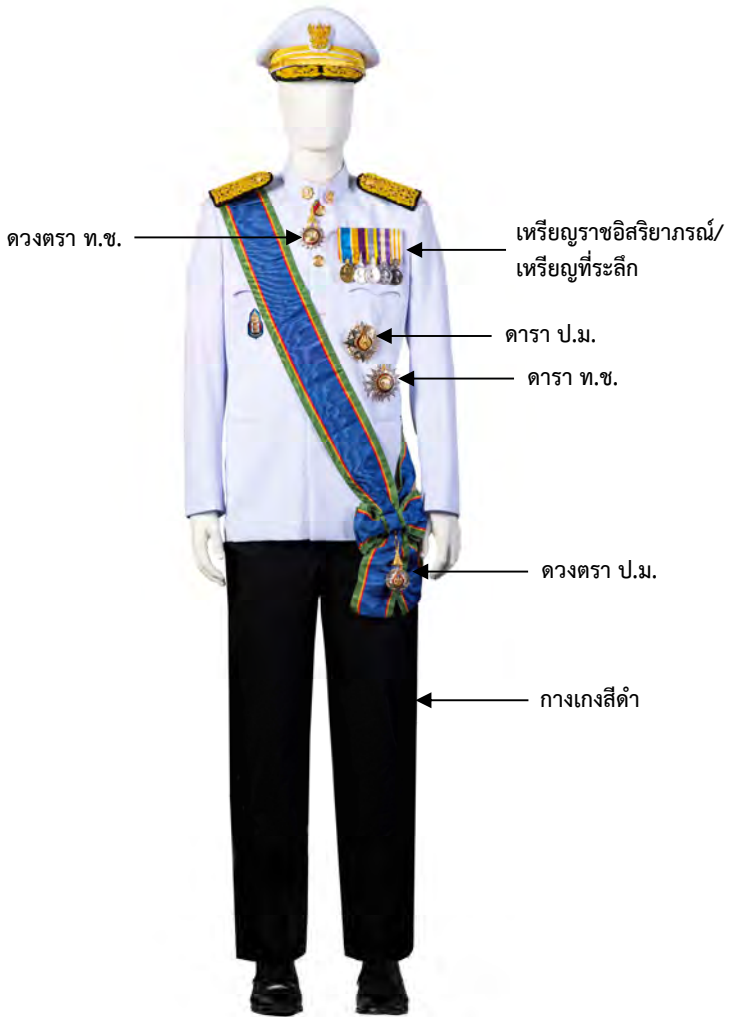 ดวงตรา ท.ช.
เหรียญราชอิสริยาภรณ์/
เหรียญที่ระลึก
ดารา ป.ม.
ดารา ท.ช.
ดวงตรา ป.ม.
กางเกงสีดำ